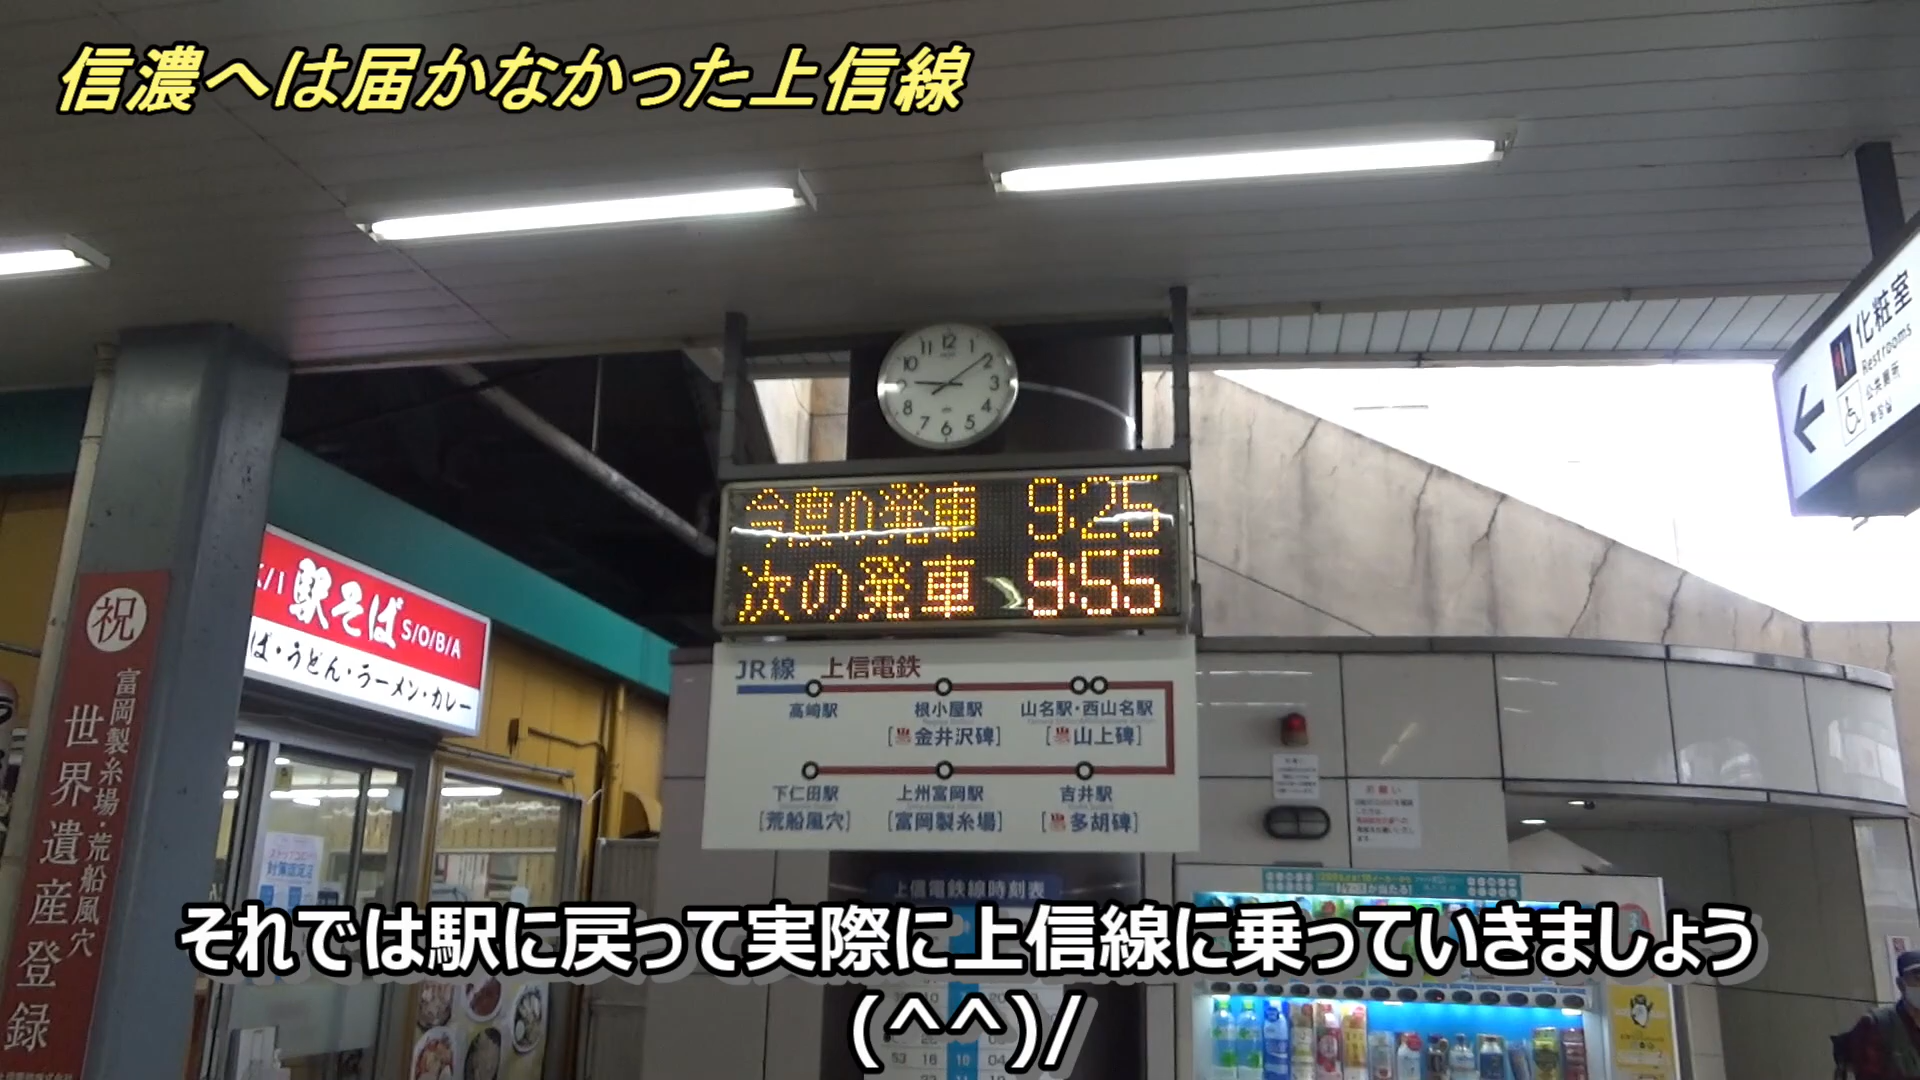 信濃へは届かなかった上信線
化粧室
Restrooms
今度の発車 9:25
次の発車 9:55
駅そば S/O/B/A
ば・うどん・ラーメン・カレー
JR線 上信電鉄
高崎駅 根小屋駅 山名駅・西山名駅
[金井沢碑] [山上碑]
下仁田駅 上州富岡駅 吉井駅
[荒船風穴] [富岡製糸場] [多胡碑]
祝
富岡製糸場・荒船風穴
世界遺産登録
お願い
上信電鉄線時刻表
それでは駅に戻って実際に上信線に乗っていきましょう
(^^)/